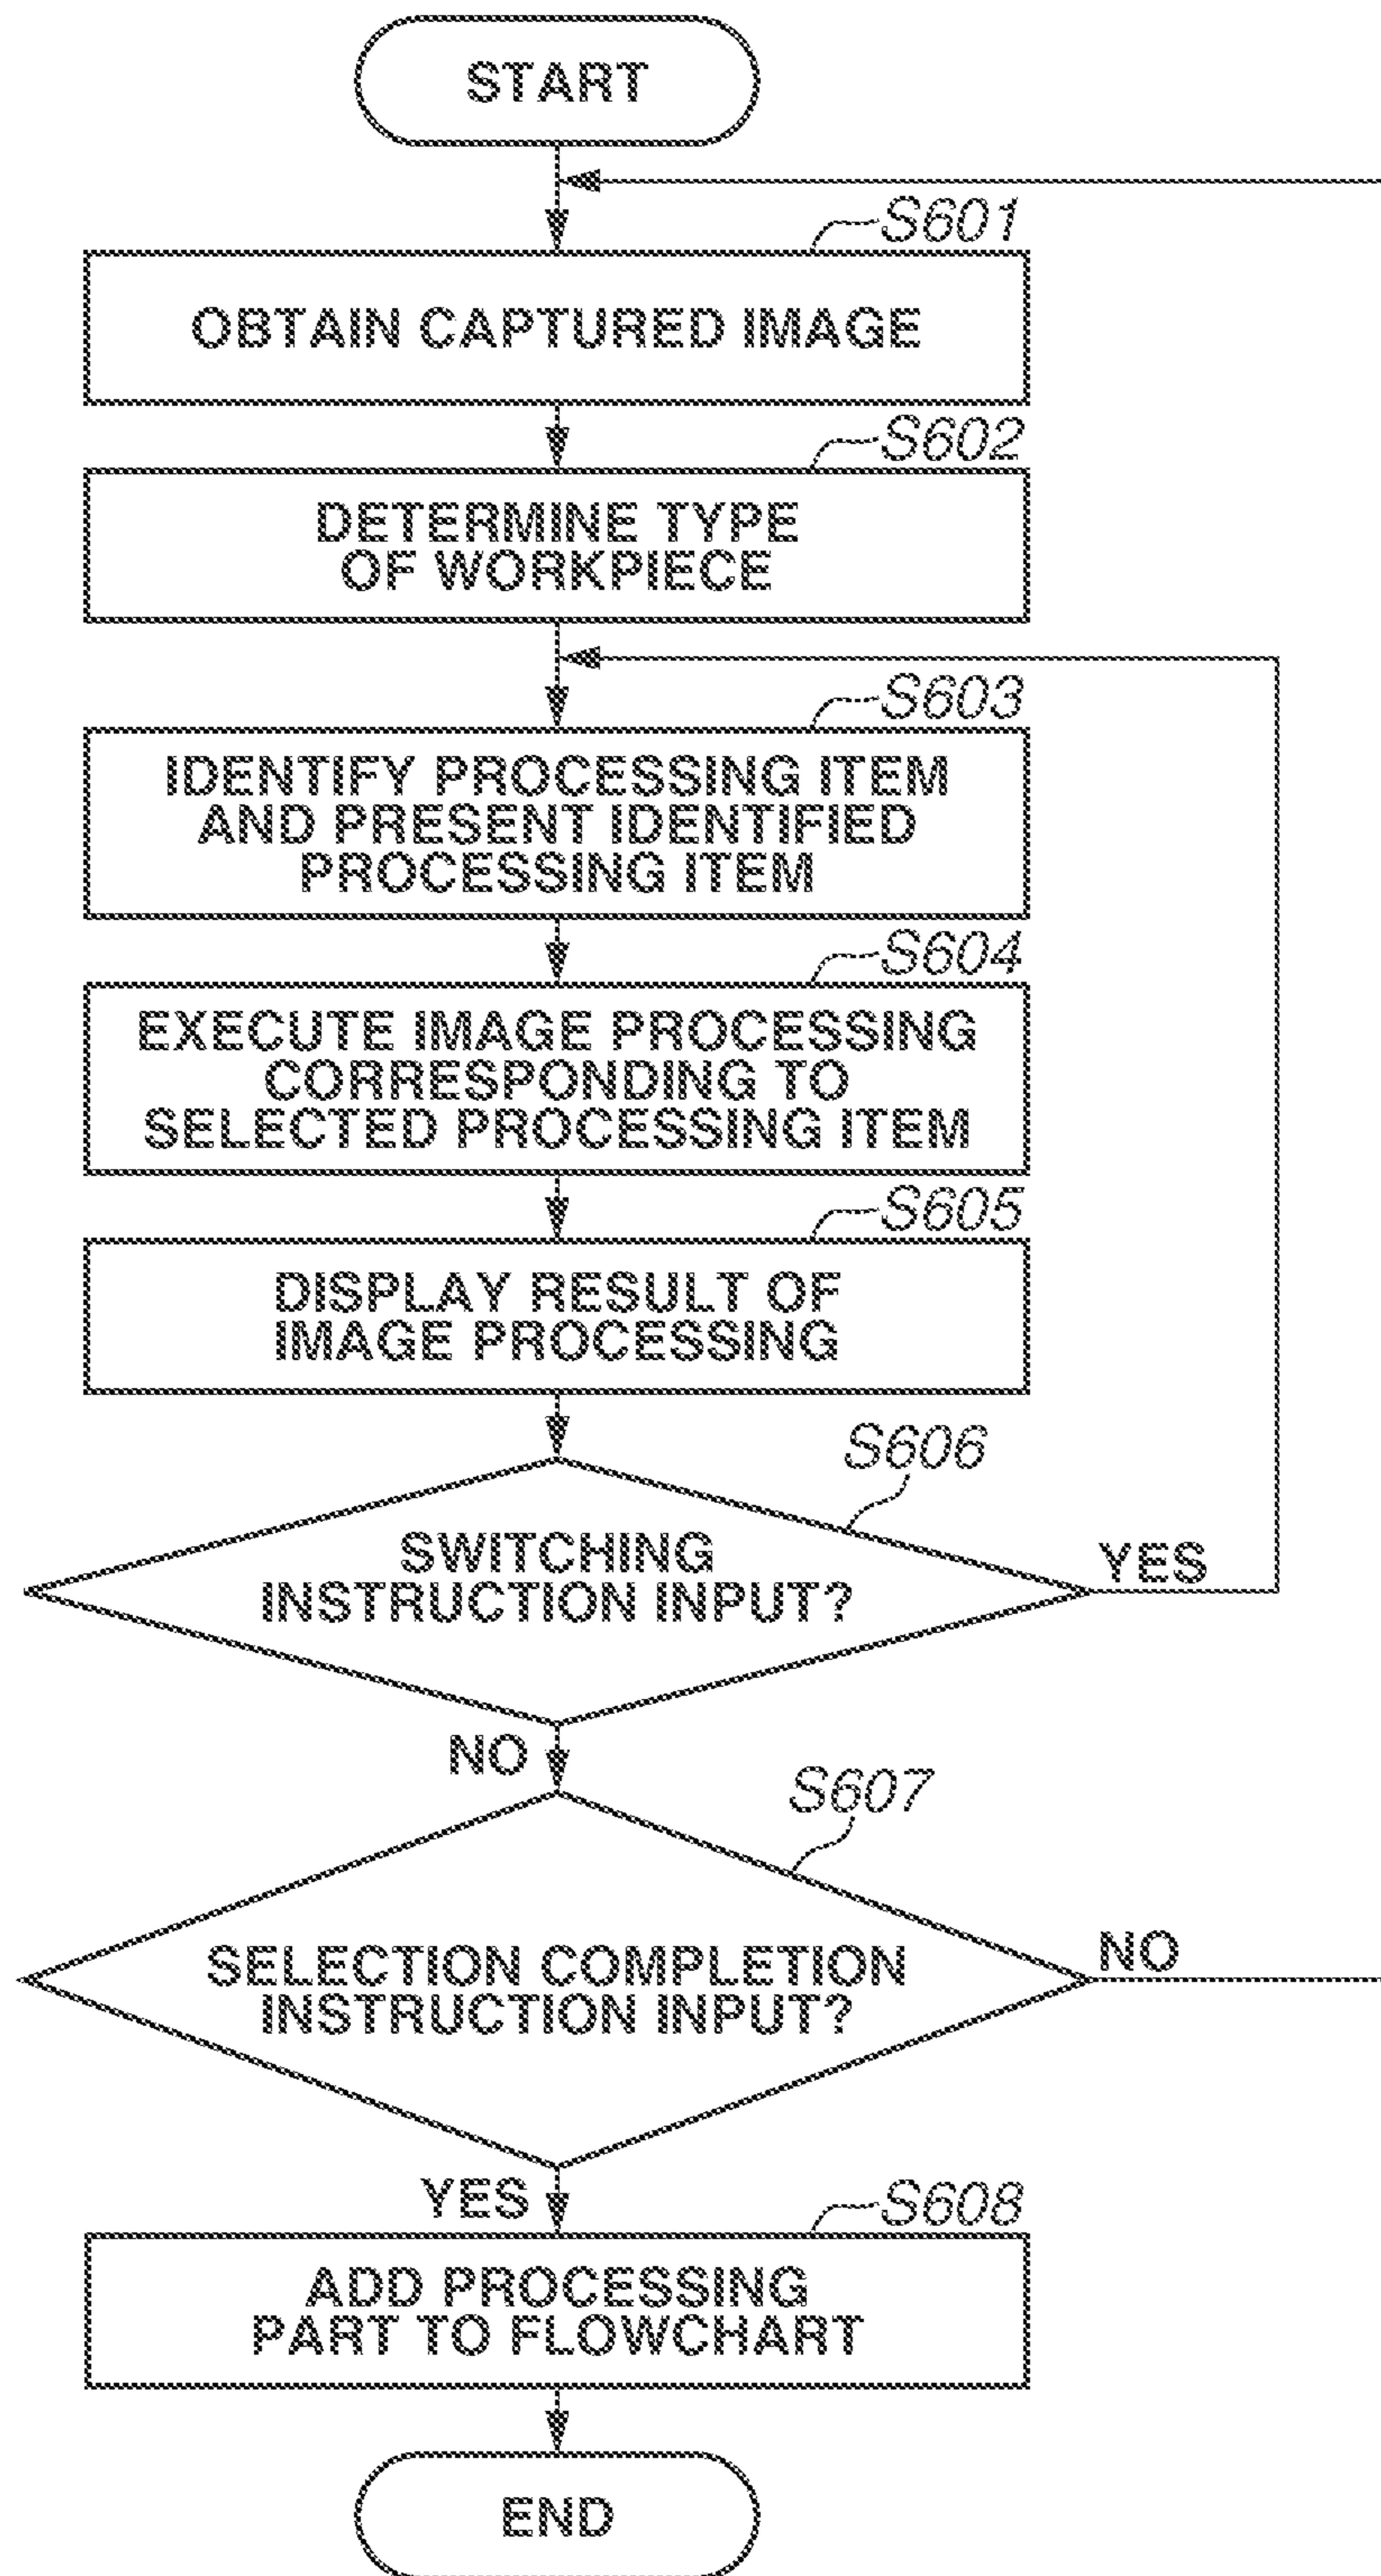 START
S601
OBTAIN CAPTURED IMAGE
S602
DETERMINE TYPE
OF WORKPIECE
S603
IDENTIFY PROCESSING ITEM
AND PRESENT IDENTIFIED
PROCESSING ITEM
S604
EXECUTE IMAGE PROCESSING
CORRESPONDING TO
SELECTED PROCESSING ITEM
S605
DISPLAY RESULT OF
IMAGE PROCESSING
S606
SWITCHING
INSTRUCTION INPUT?
YES
NO
S607
SELECTION COMPLETION
INSTRUCTION INPUT?
NO
YES
S608
ADD PROCESSING
PART TO FLOWCHART
END